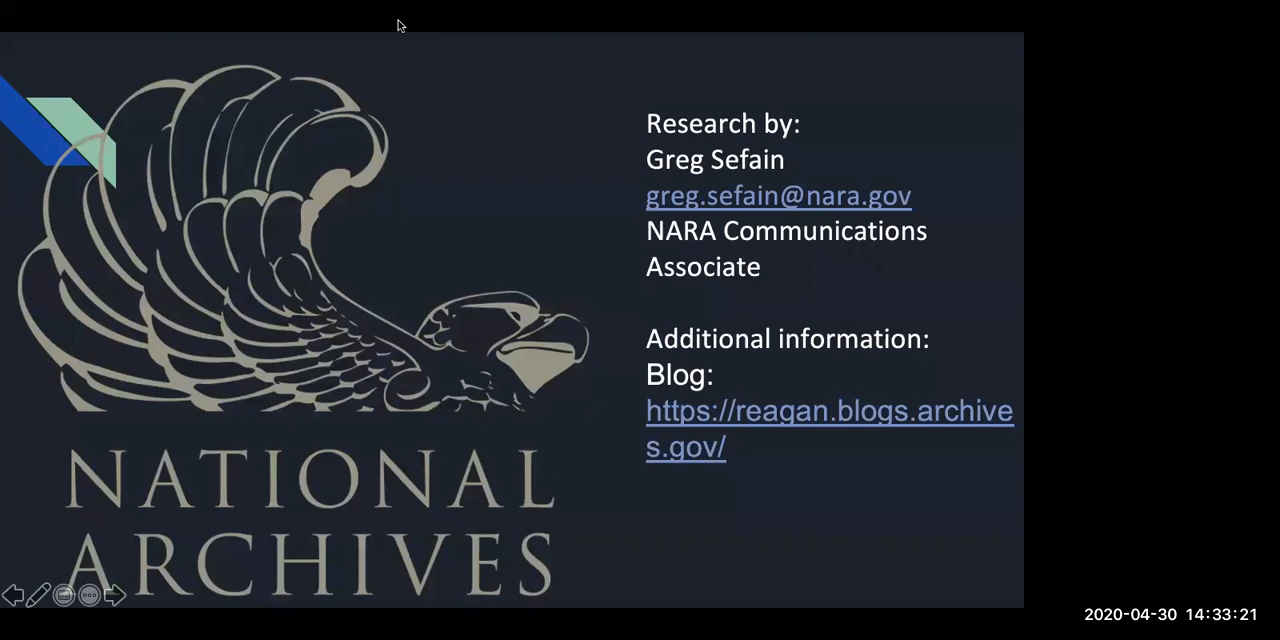 Research by:
Greg Sefain
greg.sefain@nara.gov
NARA Communications
Associate
Additional information:
Blog:
https://reagan.blogs.archive
s.gov/
NATIONAL
ARCHIVES
2020-04-30 14:33:21